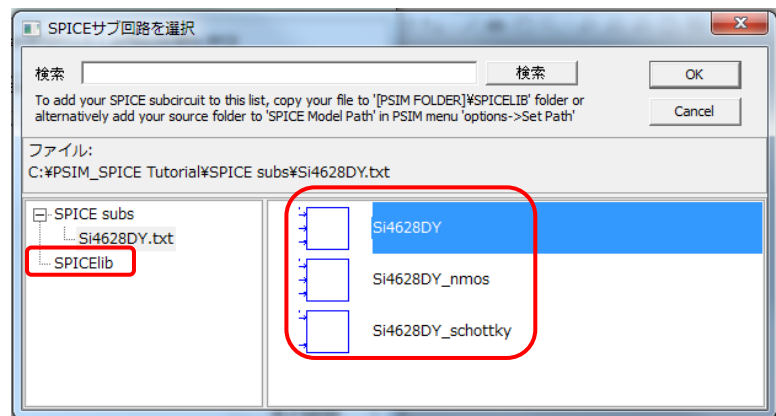 SPICEサブ回路を選択
検索 検索 OK
To add your SPICE subcircuit to this list, copy your file to '[PSIM FOLDER]¥SPICELIB' folder or
alternatively add your source folder to 'SPICE Model Path' in PSIM menu 'options->Set Path'
Cancel
ファイル:
C:¥PSIM_SPICE Tutorial¥SPICE subs¥Si4628DY.txt
SPICE subs
Si4628DY.txt
SPICElib
Si4628DY
Si4628DY_nmos
Si4628DY_schottky